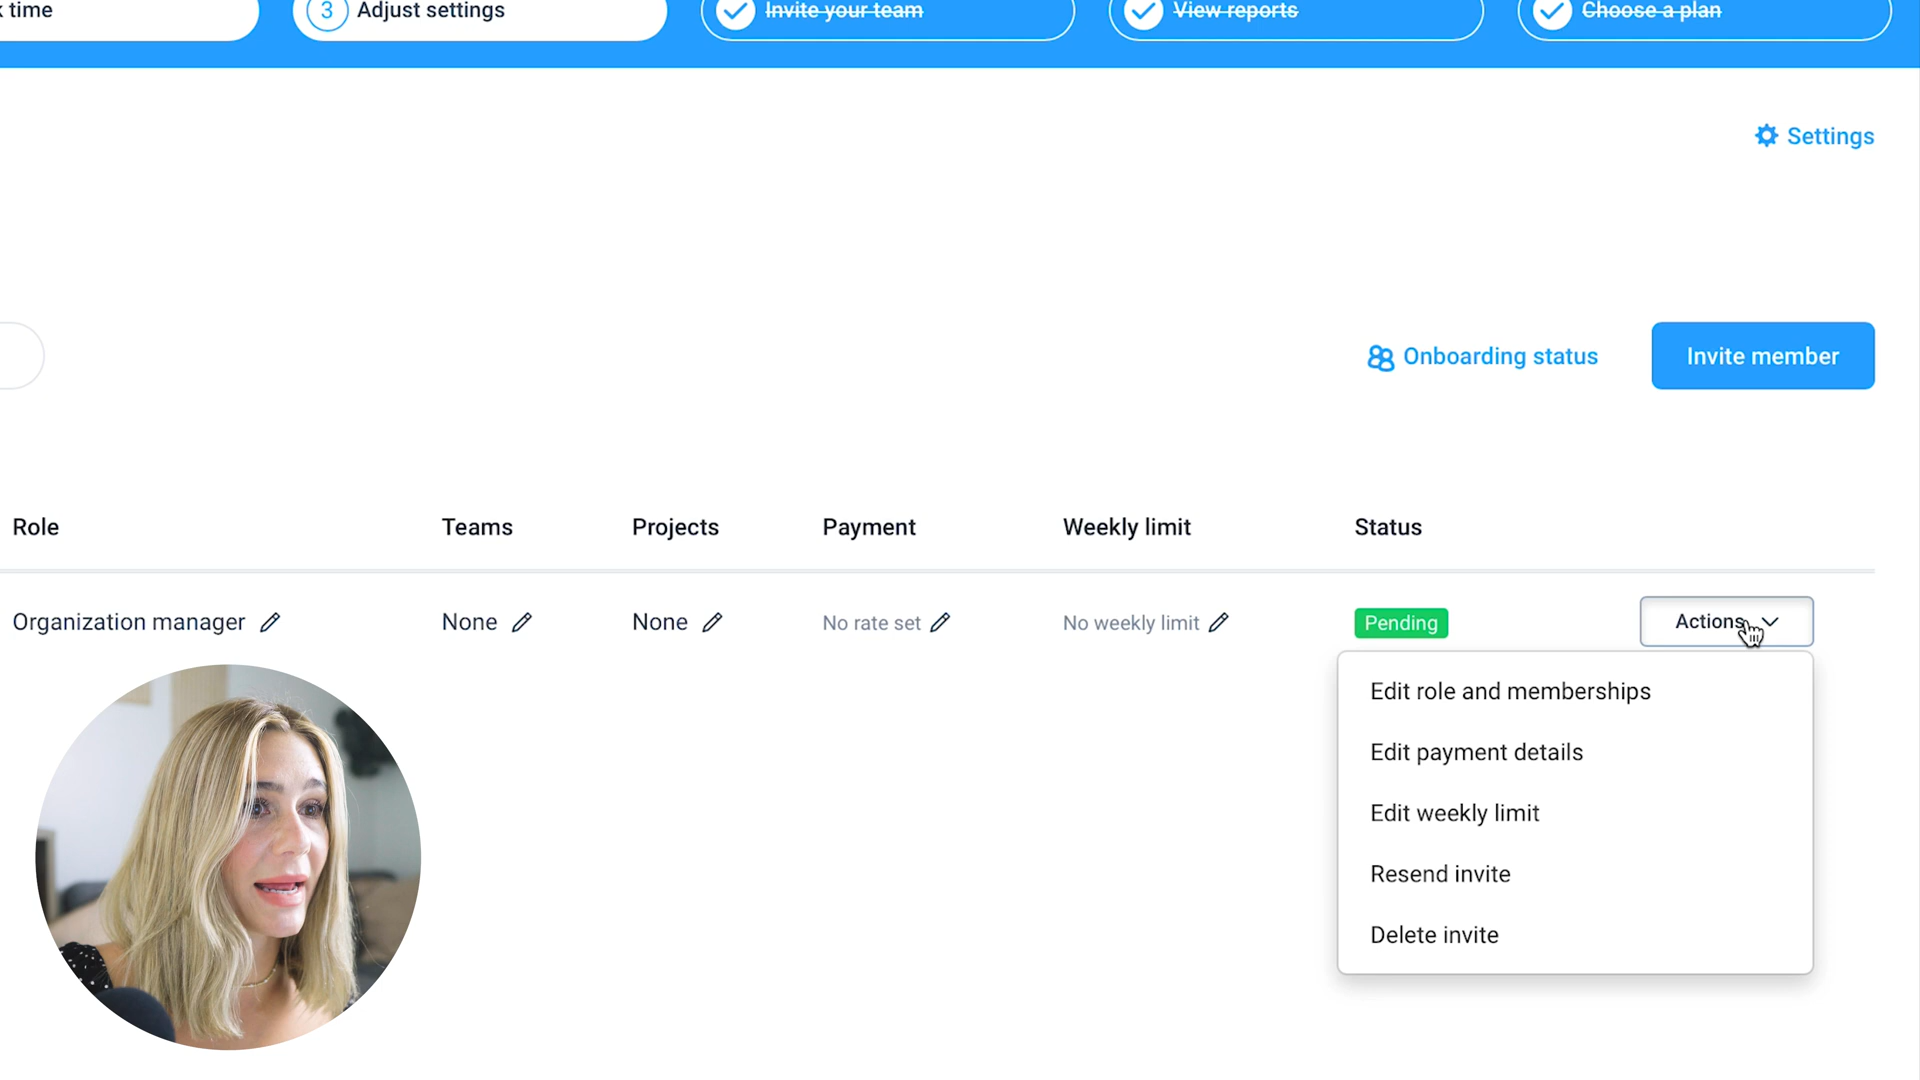 time
3 Adjust settings
Invite your team
View reports
Choose a plan
Settings
Onboarding status
Invite member
Role Teams Projects Payment Weekly limit Status
Organization manager None None No rate set No weekly limit Pending Actions
Edit role and memberships
Edit payment details
Edit weekly limit
Resend invite
Delete invite